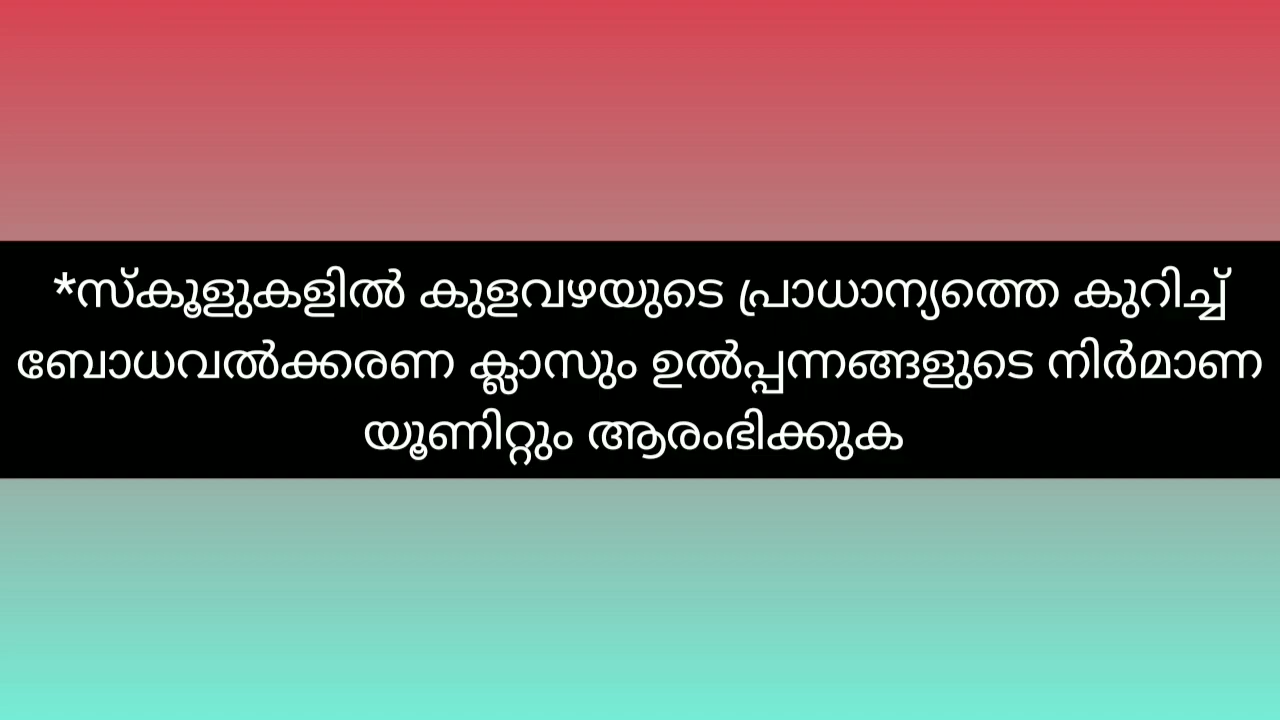 *സ്കൂളുകളിൽ കുളവഴയുടെ പ്രാധാന്യത്തെ കുറിച്ച്
ബോധവൽക്കരണ ക്ലാസും ഉൽപ്പന്നങ്ങളുടെ നിർമാണ
യൂണിറ്റും ആരംഭിക്കുക